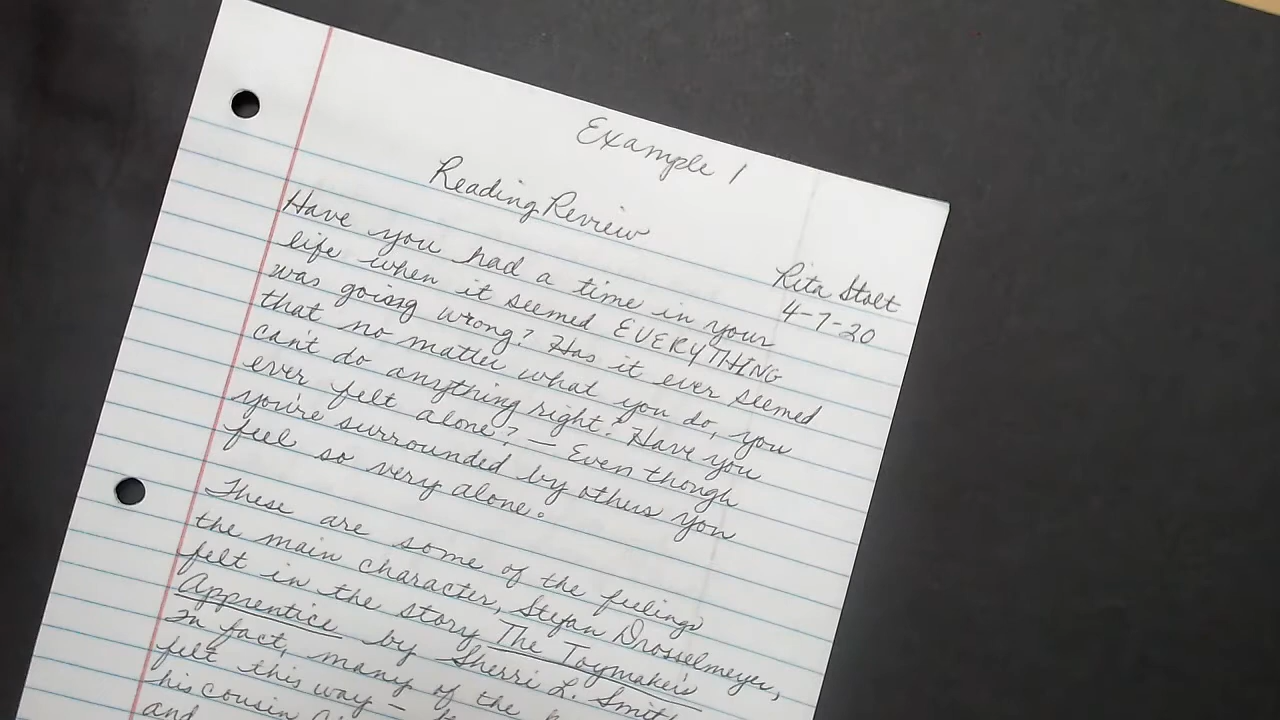 Example 1
Reading Review
Rita Stolt
4-7-20
Have you had a time in your
life when it seemed EVERYTHING
was going wrong? Has it ever seemed
that no matter what you do, you
can't do anything right? Have you
ever felt alone? — Even though
you're surrounded by others you
feel so very alone.
These are some of the feelings
the main character, Stefan Drosselmeyer,
felt in the story The Toymaker's
Apprentice by Sherri L. Smith
In fact, many of the
felt this way —
his cousin
and